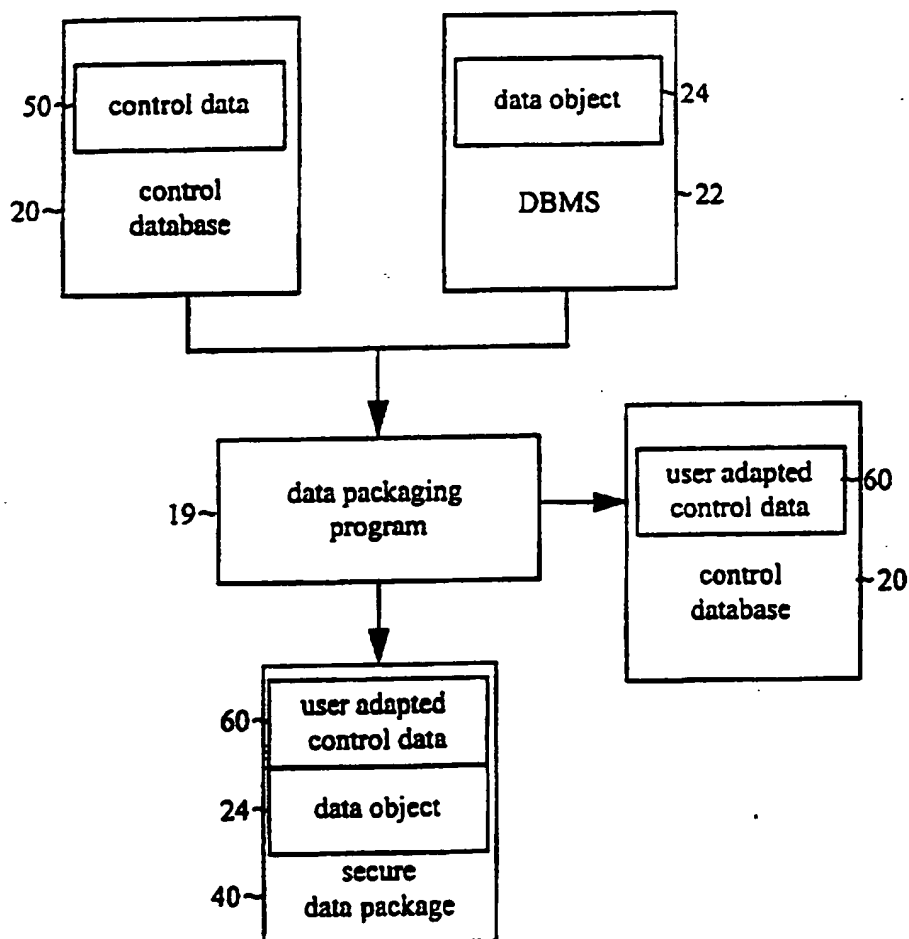 50
control data
20
control
database
data object
24
DBMS
22
19
data packaging
program
user adapted
control data
60
control
database
20
60
user adapted
control data
24
data object
40
secure
data package